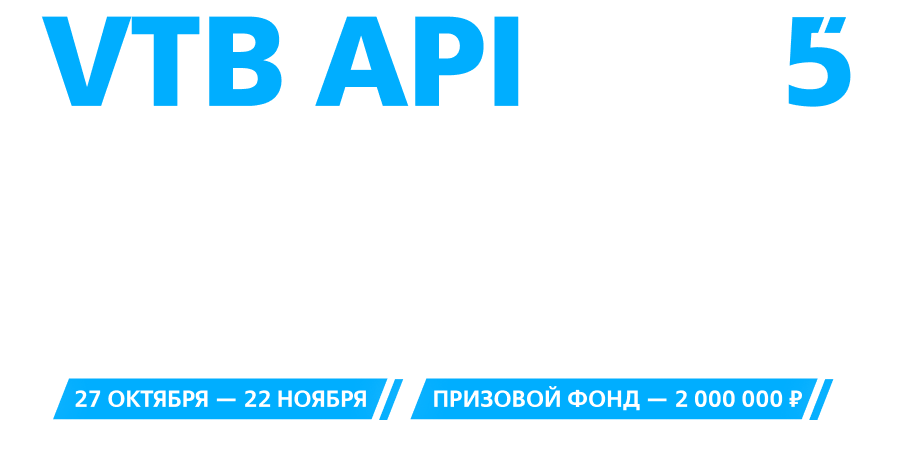 VTB API 5
27 ОКТЯБРЯ — 22 НОЯБРЯ
ПРИЗОВОЙ ФОНД — 2 000 000 ₽